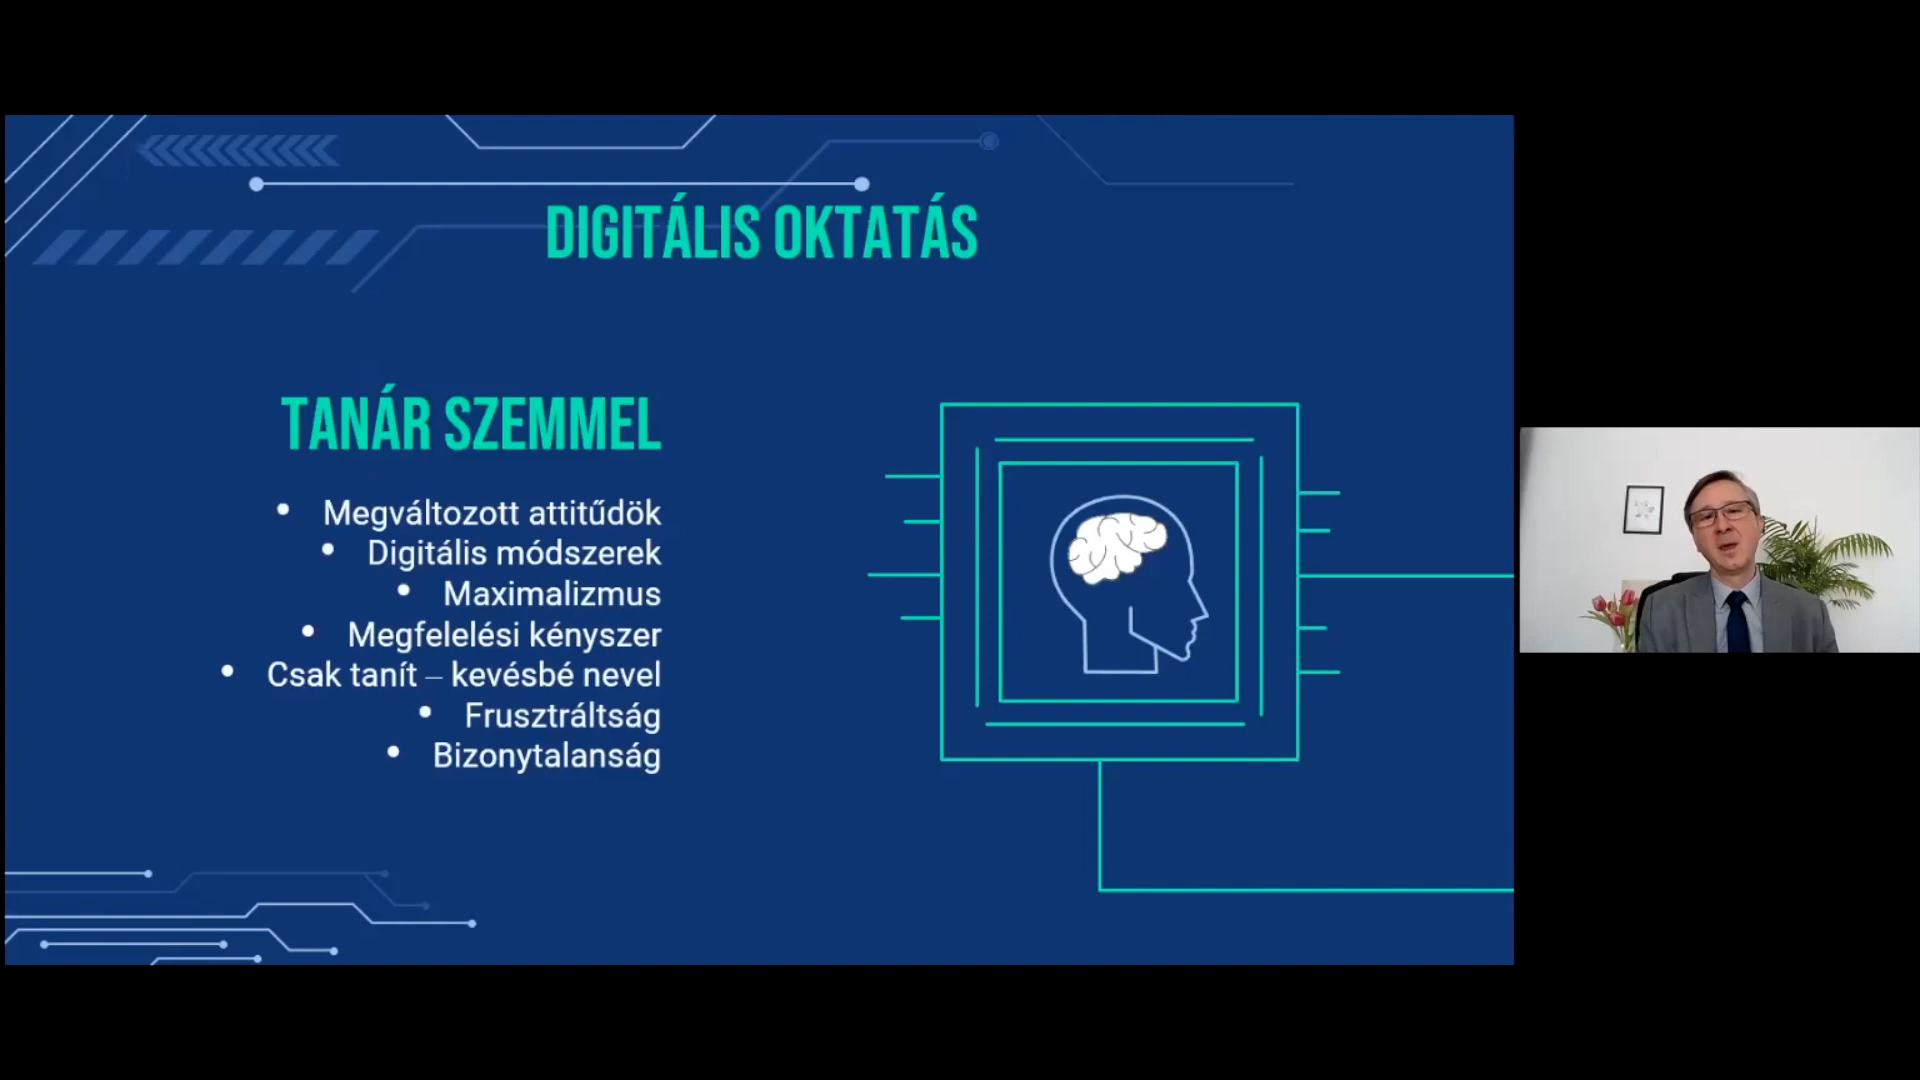 DIGITÁLIS OKTATÁS
TANÁR SZEMMEL
• Megváltozott attitűdök
• Digitális módszerek
• Maximalizmus
• Megfelelési kényszer
• Csak tanít – kevésbé nevel
• Frusztráltság
• Bizonytalanság